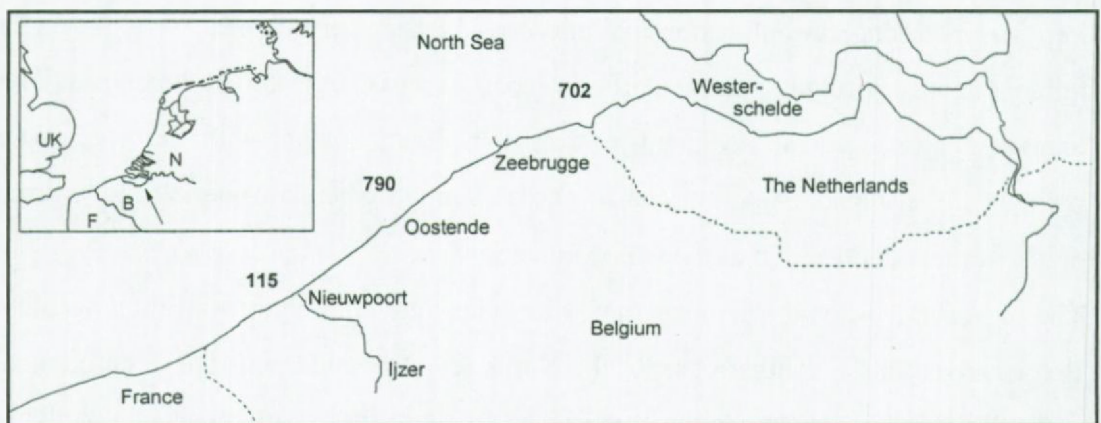 North Sea
702
Wester-
schelde
UK
N
Zeebrugge
790
The Netherlands
B
F
Oostende
115
Nieuwpoort
Belgium
Ijzer
France